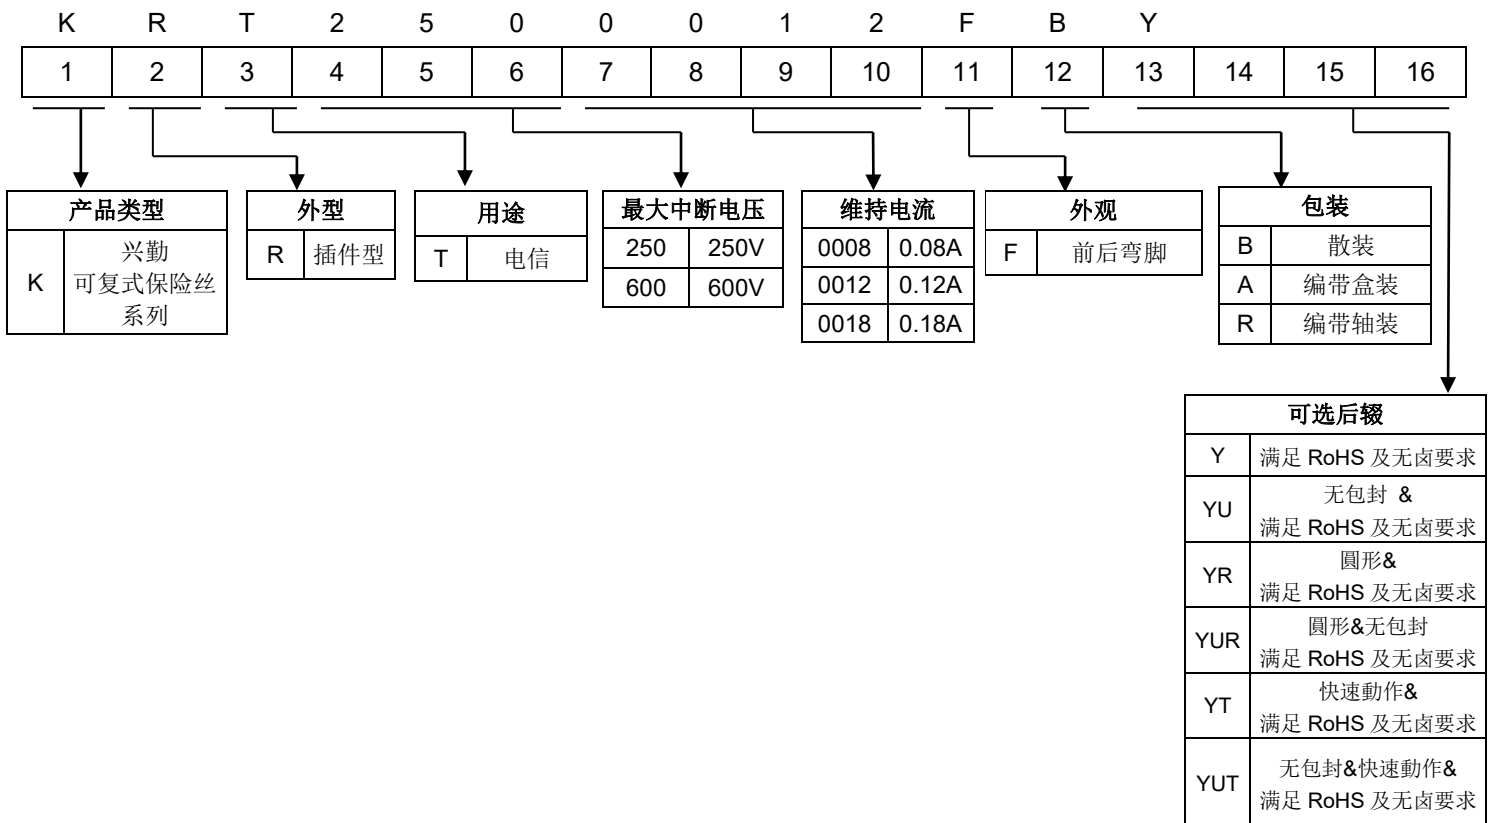 K R T 2 5 0 0 0 1 2 F B Y
1 2 3 4 5 6 7 8 9 10 11 12 13 14 15 16
产品类型
K
兴勤
可复式保险丝
系列
外型
R 插件型
用途
T 电信
最大中断电压
250 250V
600 600V
维持电流
0008 0.08A
0012 0.12A
0018 0.18A
外观
F 前后弯脚
包装
B 散装
A 编带盒装
R 编带轴装
可选后辍
Y 满足 RoHS 及无卤要求
YU
无包封 &
满足 RoHS 及无卤要求
YR
圓形&
满足 RoHS 及无卤要求
YUR
圓形&无包封
满足 RoHS 及无卤要求
YT
快速動作&
满足 RoHS 及无卤要求
YUT
无包封&快速動作&
满足 RoHS 及无卤要求